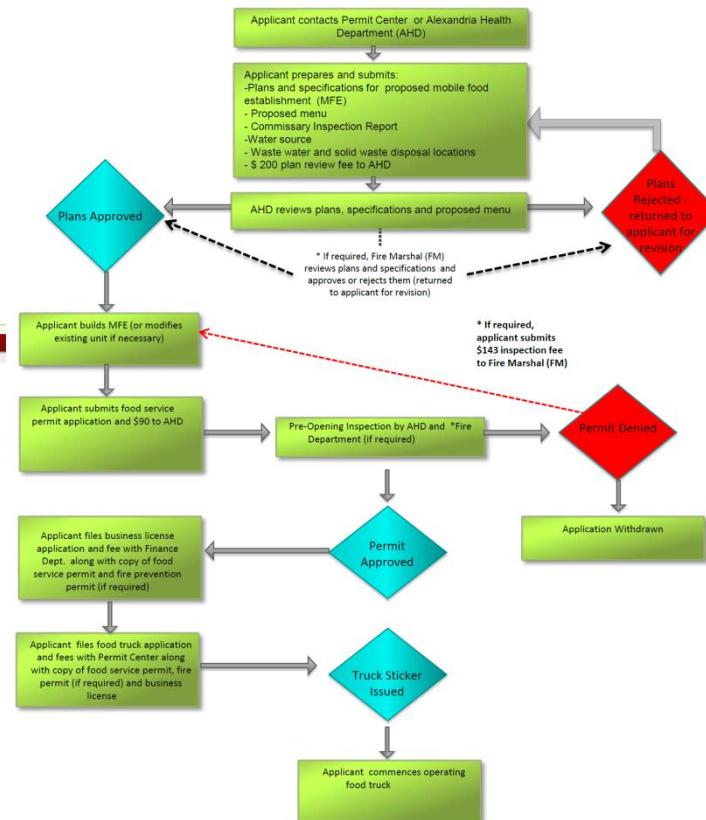 Applicant contacts Permit Center or Alexandria Health
Department (AHD)
Applicant prepares and submits:
-Plans and specifications for proposed mobile food
establishment (MFE)
- Proposed menu
- Commissary Inspection Report
-Water source
- Waste water and solid waste disposal locations
- $ 200 plan review fee to AHD
Plans Approved
AHD reviews plans, specifications and proposed menu
Plans
Rejected -
returned to
applicant for
revision
* If required, Fire Marshal (FM)
reviews plans and specifications and
approves or rejects them (returned
to applicant for revision)
Applicant builds MFE (or modifies
existing unit if necessary)
* If required,
applicant submits
$143 inspection fee
to Fire Marshal (FM)
Applicant submits food service
permit application and $90 to AHD
Pre-Opening Inspection by AHD and *Fire
Department (if required)
Permit Denied
Application Withdrawn
Applicant files business license
application and fee with Finance
Dept. along with copy of food
service permit and fire prevention
permit (if required)
Permit
Approved
Applicant files food truck application
and fees with Permit Center along
with copy of food service permit, fire
permit (if required) and business
license
Truck Sticker
Issued
Applicant commences operating
food truck